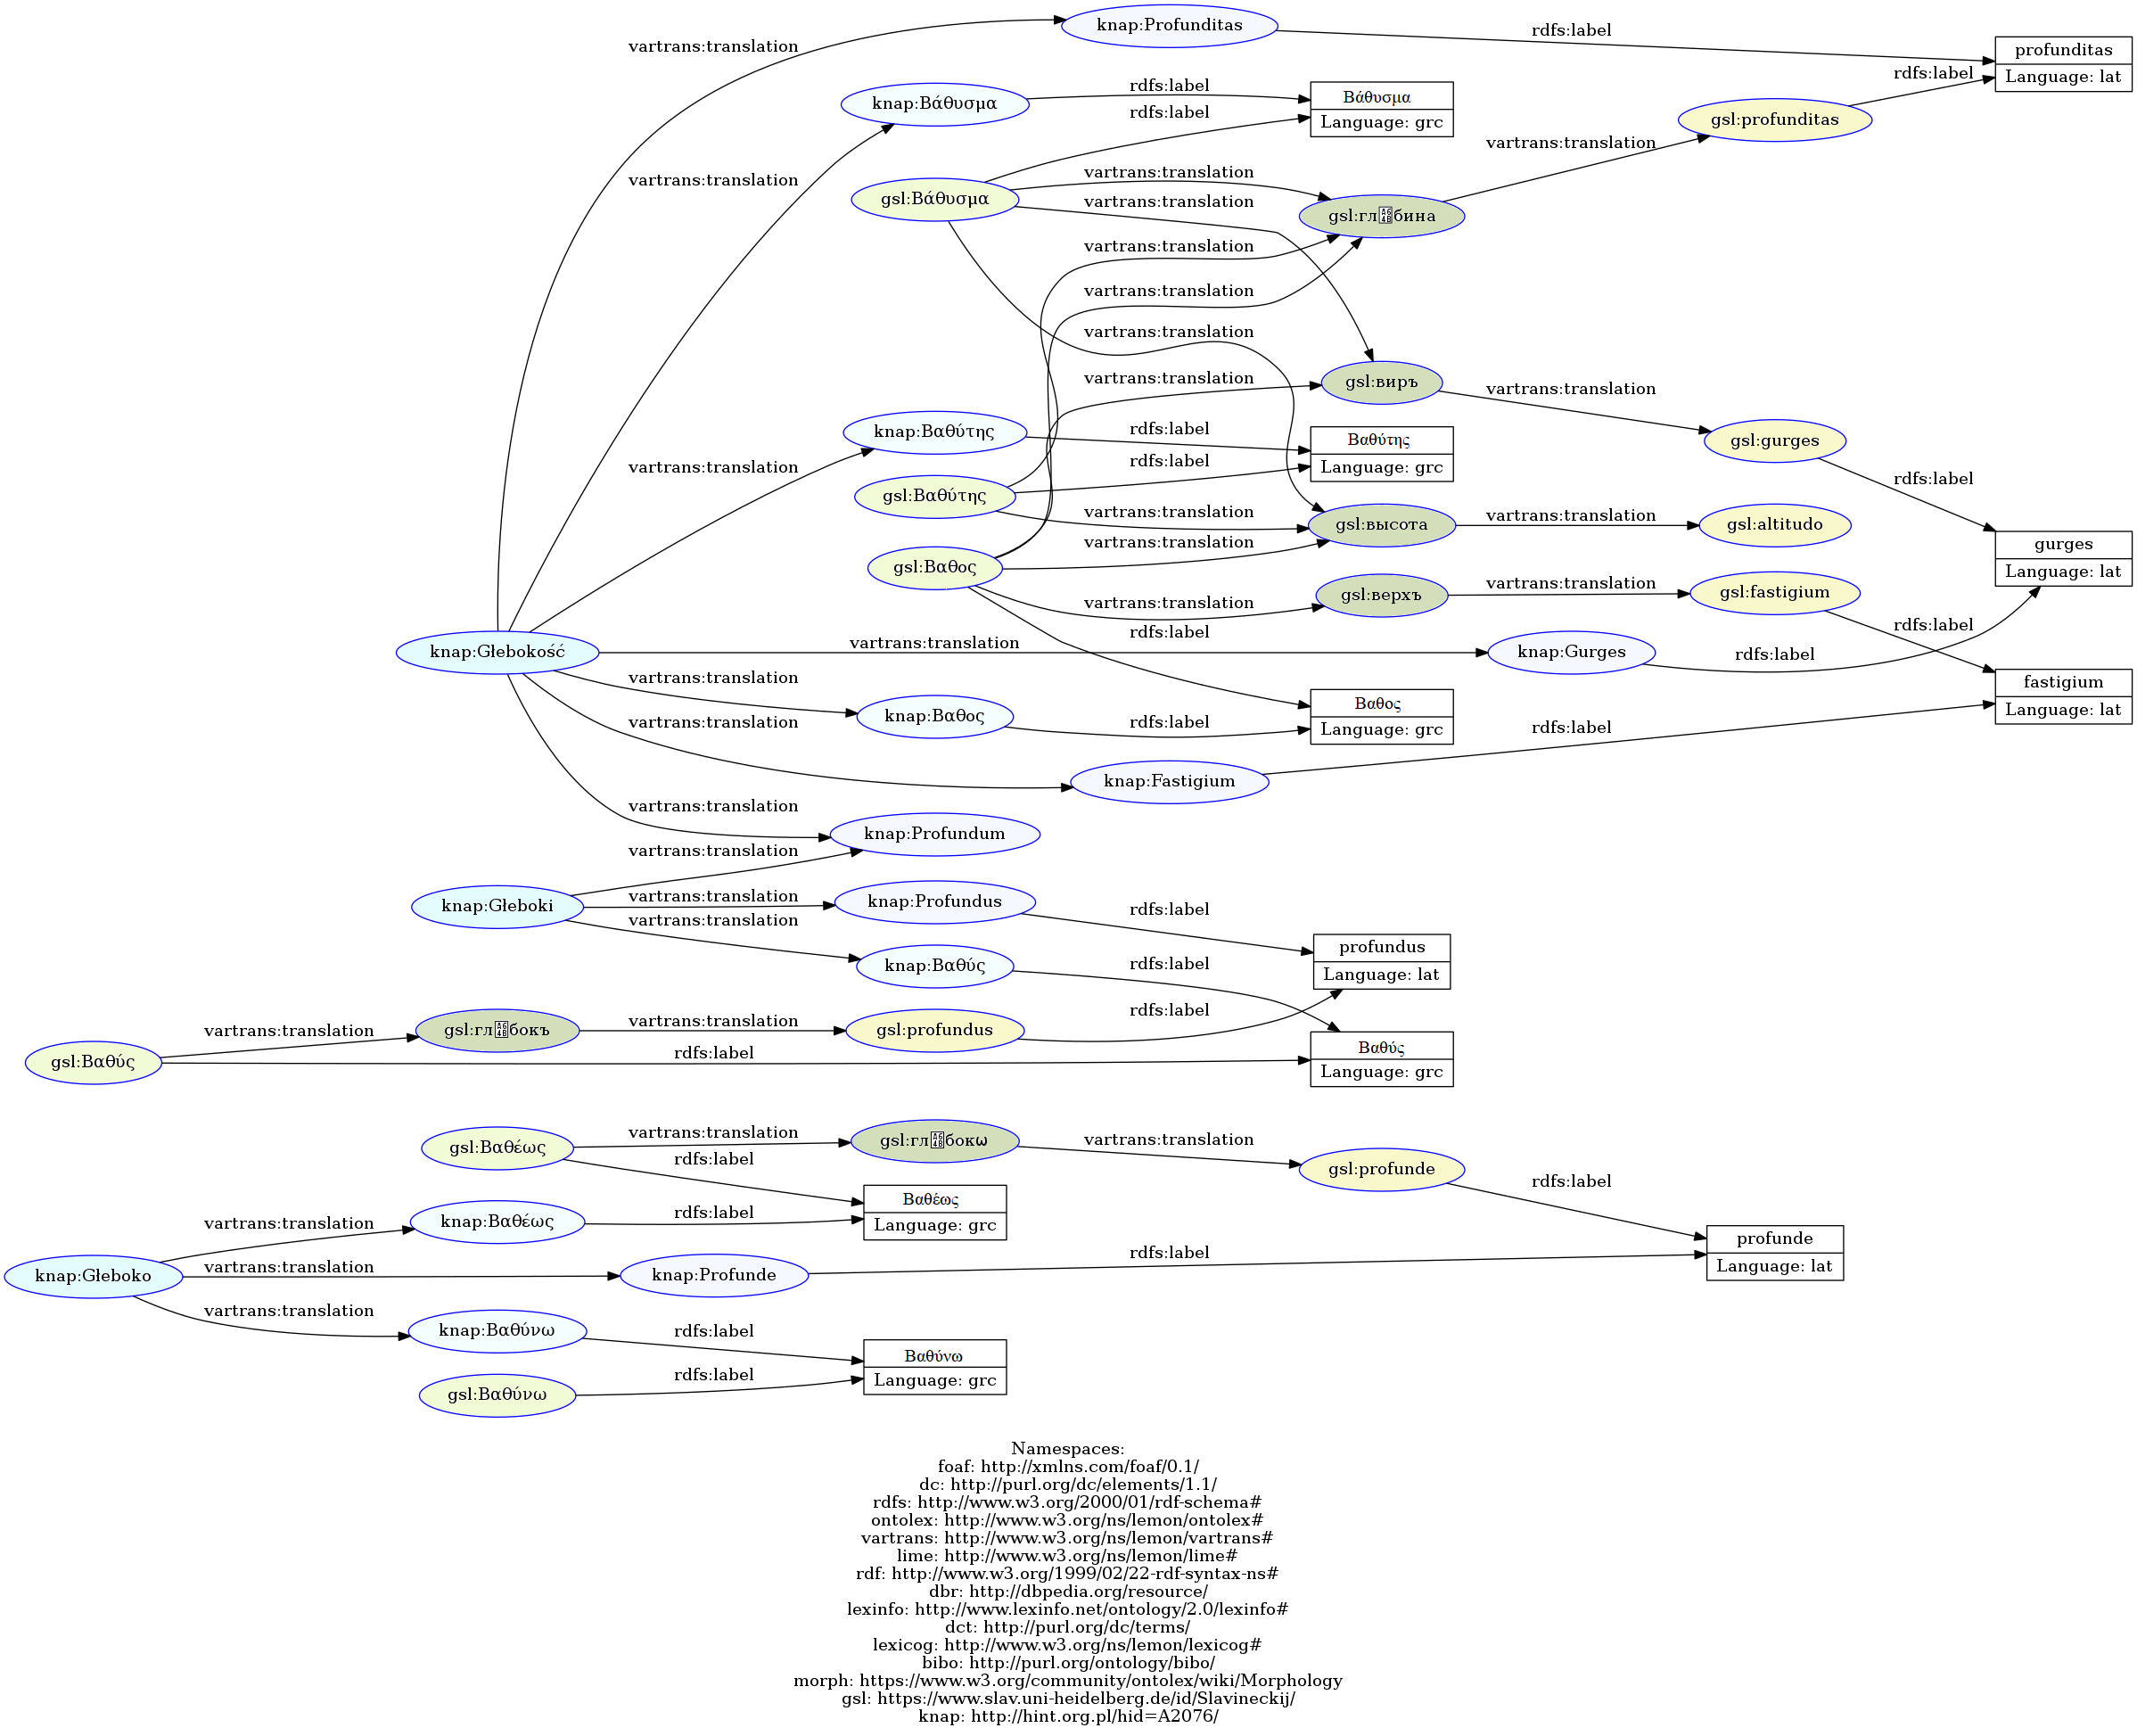 knap:Profunditas
rdfs:label
profunditas
Language: lat
vartrans:translation
rdfs:label
knap:Βάθυσμα
rdfs:label
Βάθυσμα
Language: grc
rdfs:label
gsl:profunditas
vartrans:translation
vartrans:translation
vartrans:translation
gsl:Βάθυσμα
vartrans:translation
gsl:глꙋбина
vartrans:translation
vartrans:translation
vartrans:translation
vartrans:translation
vartrans:translation
gsl:виръ
vartrans:translation
knap:Βαθύτης
rdfs:label
Βαθύτης
Language: grc
gsl:gurges
vartrans:translation
rdfs:label
rdfs:label
gsl:Βαθύτης
vartrans:translation
gsl:высота
vartrans:translation
gsl:altitudo
vartrans:translation
gurges
Language: lat
gsl:Βαθος
vartrans:translation
gsl:верхъ
vartrans:translation
gsl:fastigium
rdfs:label
rdfs:label
knap:Głebokość
vartrans:translation
knap:Gurges
rdfs:label
vartrans:translation
fastigium
Language: lat
knap:Βαθος
rdfs:label
Βαθος
Language: grc
vartrans:translation
rdfs:label
knap:Fastigium
vartrans:translation
knap:Profundum
vartrans:translation
knap:Głeboki
vartrans:translation
knap:Profundus
rdfs:label
vartrans:translation
profundus
Language: lat
knap:Βαθύς
rdfs:label
rdfs:label
vartrans:translation
gsl:глꙋбокъ
vartrans:translation
gsl:profundus
gsl:Βαθύς
rdfs:label
Βαθύς
Language: grc
gsl:Βαθέως
vartrans:translation
gsl:глꙋбокω
vartrans:translation
gsl:profunde
rdfs:label
rdfs:label
Βαθέως
Language: grc
vartrans:translation
knap:Βαθέως
rdfs:label
profunde
Language: lat
knap:Głeboko
vartrans:translation
knap:Profunde
rdfs:label
vartrans:translation
knap:Βαθύνω
rdfs:label
Βαθύνω
Language: grc
gsl:Βαθύνω
rdfs:label
Namespaces:
foaf: http://xmlns.com/foaf/0.1/
dc: http://purl.org/dc/elements/1.1/
rdfs: http://www.w3.org/2000/01/rdf-schema#
ontolex: http://www.w3.org/ns/lemon/ontolex#
vartrans: http://www.w3.org/ns/lemon/vartrans#
lime: http://www.w3.org/ns/lemon/lime#
rdf: http://www.w3.org/1999/02/22-rdf-syntax-ns#
dbr: http://dbpedia.org/resource/
lexinfo: http://www.lexinfo.net/ontology/2.0/lexinfo#
dct: http://purl.org/dc/terms/
lexicog: http://www.w3.org/ns/lemon/lexicog#
bibo: http://purl.org/ontology/bibo/
morph: https://www.w3.org/community/ontolex/wiki/Morphology
gsl: https://www.slav.uni-heidelberg.de/id/Slavineckij/
knap: http://hint.org.pl/hid=A2076/